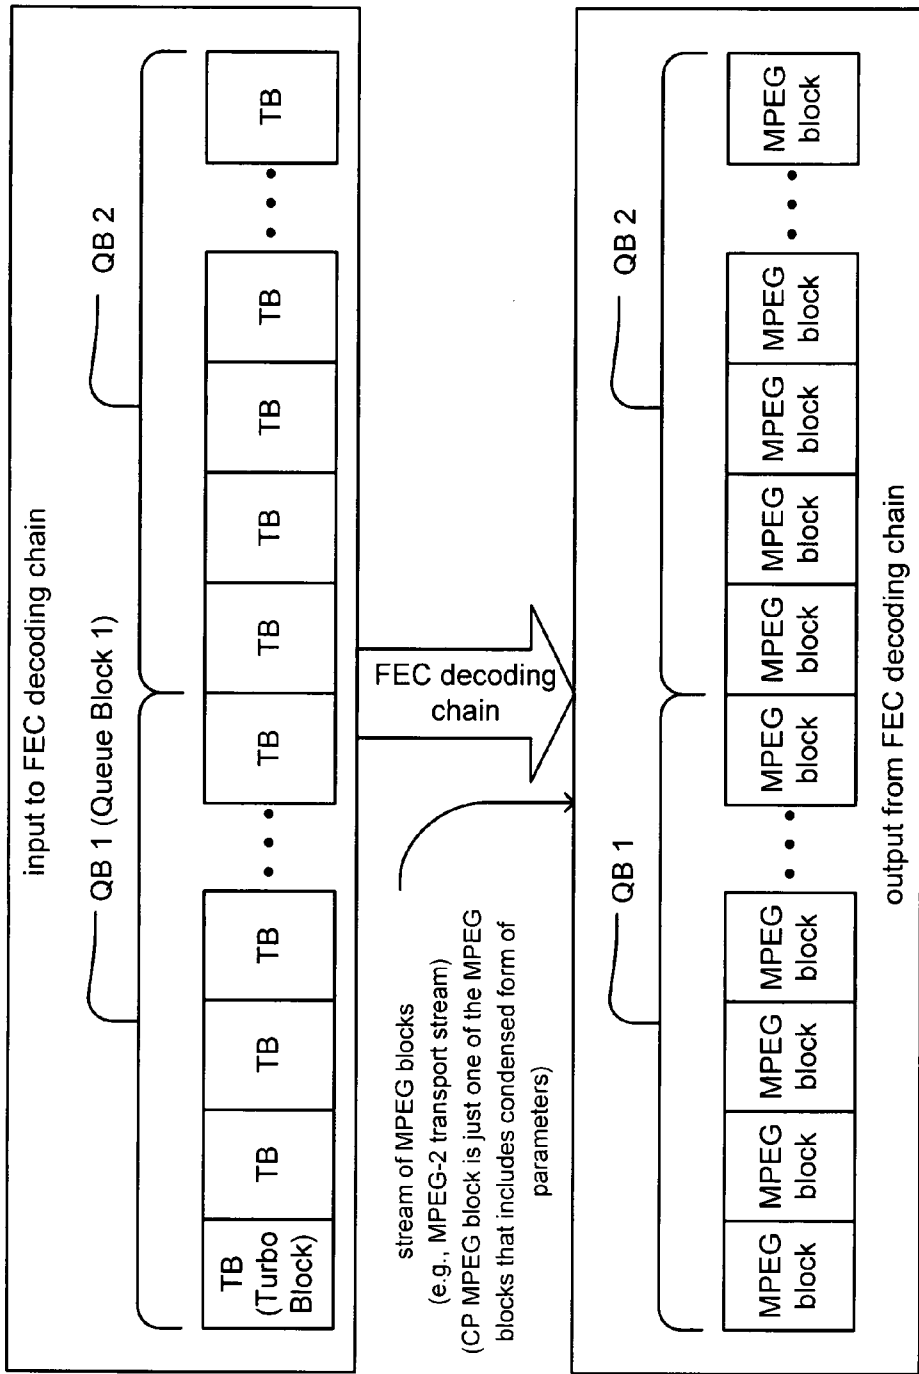 input to FEC decoding chain
QB 1 (Queue Block 1)
QB 2
TB
(Turbo
Block)
TB
TB
TB
TB
TB
TB
TB
TB
TB
FEC decoding
chain
stream of MPEG blocks
(e.g., MPEG-2 transport stream)
(CP MPEG block is just one of the MPEG
blocks that includes condensed form of
parameters)
QB 1
QB 2
MPEG
block
MPEG
block
MPEG
block
MPEG
block
MPEG
block
MPEG
block
MPEG
block
MPEG
block
MPEG
block
MPEG
block
output from FEC decoding chain